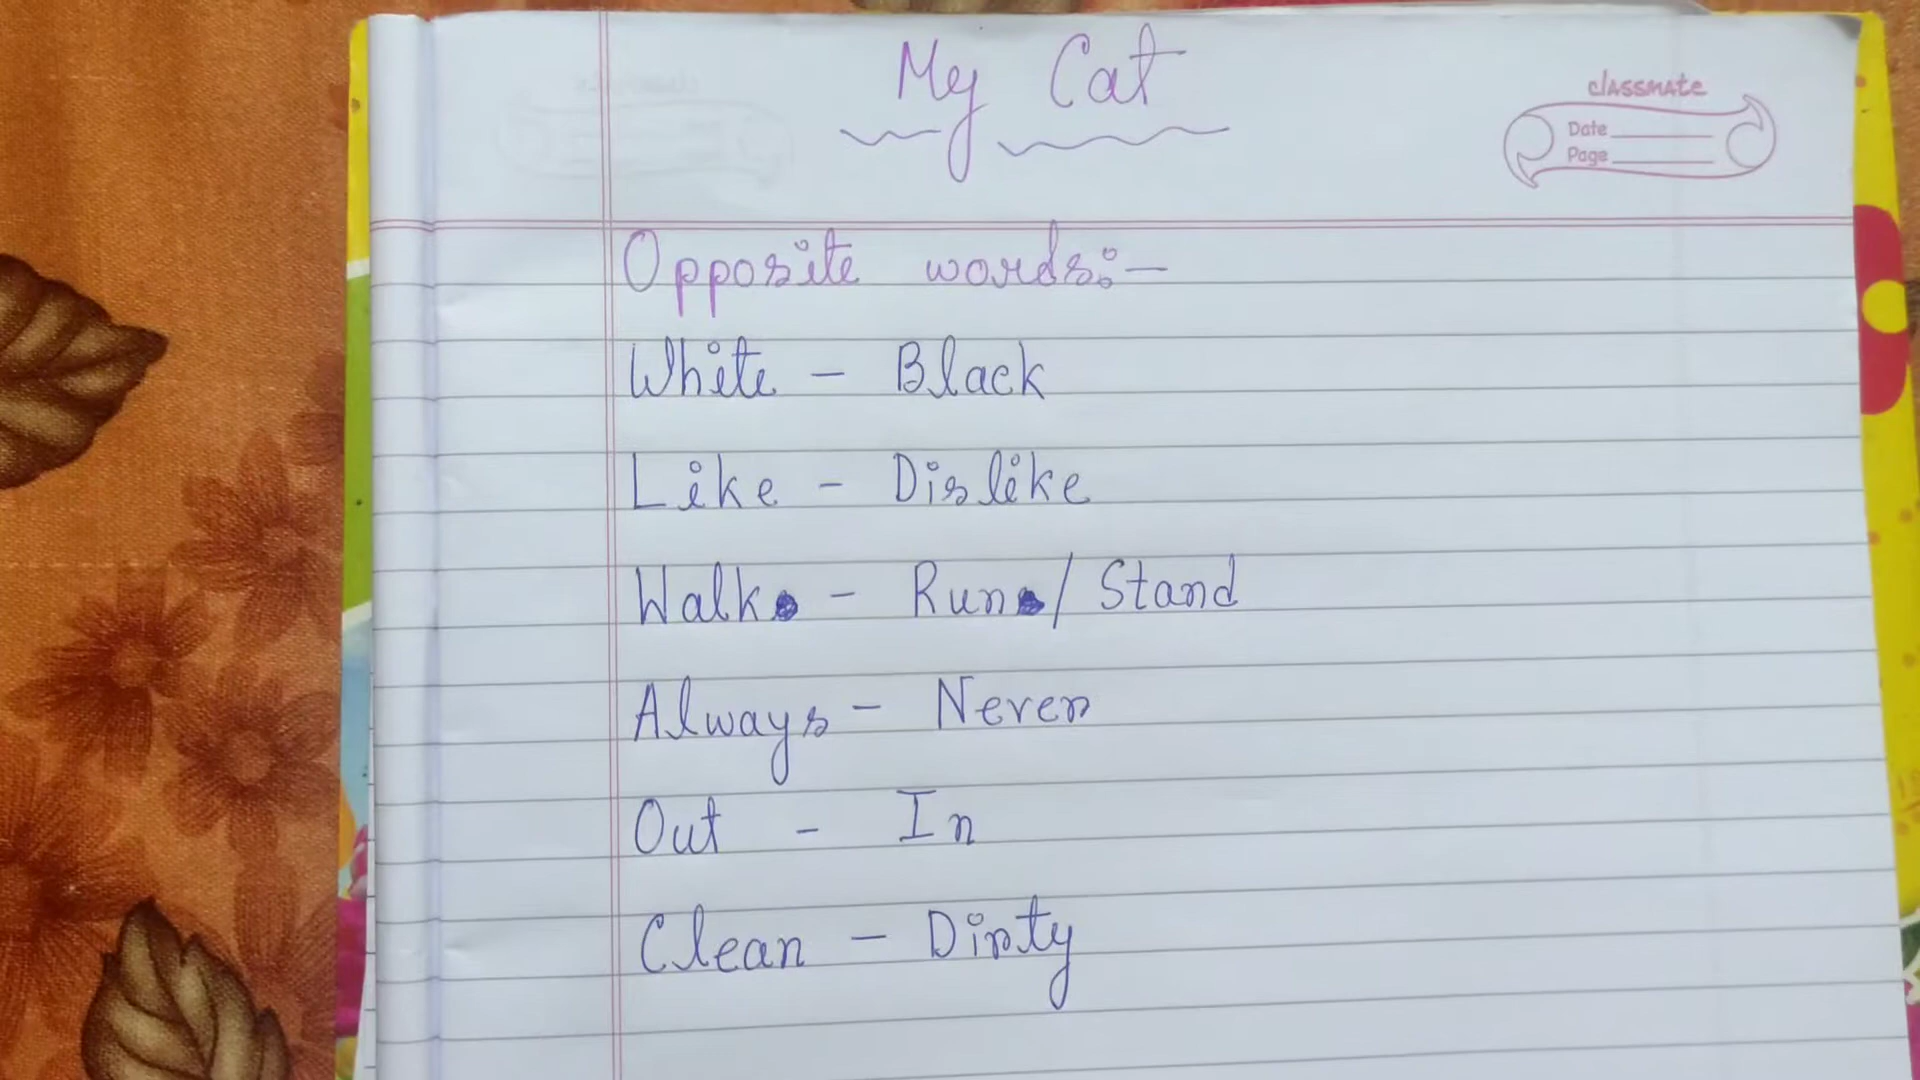 My Cat
classmate
Date
Page
Opposite words:-
White - Black
Like - Dislike
Walk - Run / Stand
Always - Never
Out - In
Clean - Dirty